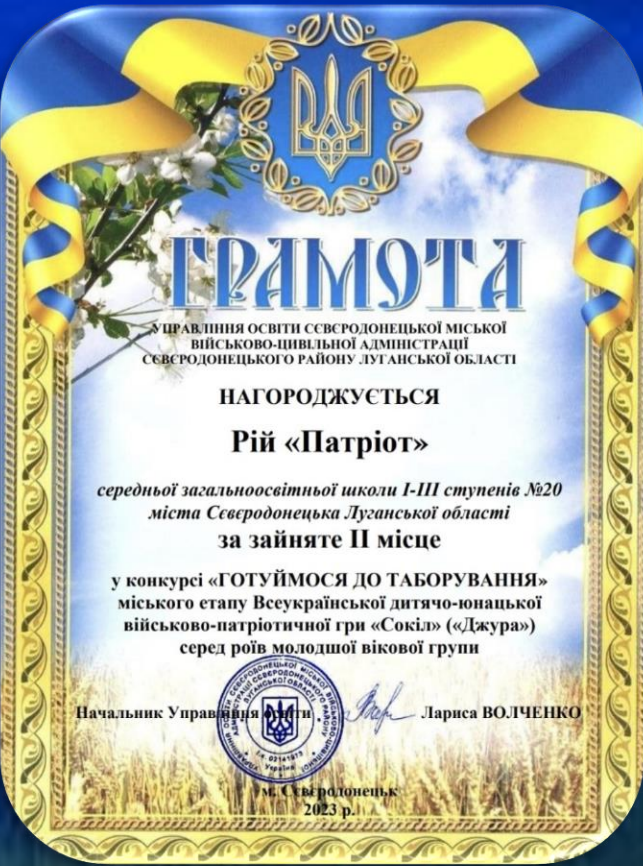 ГРАМОТА
УПРАВЛІННЯ ОСВІТИ СЄВЄРОДОНЕЦЬКОЇ МІСЬКОЇ
ВІЙСЬКОВО-ЦИВІЛЬНОЇ АДМІНІСТРАЦІЇ
СЄВЄРОДОНЕЦЬКОГО РАЙОНУ ЛУГАНСЬКОЇ ОБЛАСТІ
НАГОРОДЖУЄТЬСЯ
Рій «Патріот»
середньої загальноосвітньої школи І-ІІІ ступенів №20
міста Сєвєродонецька Луганської області
за зайняте ІІ місце
у конкурсі «ГОТУЙМОСЯ ДО ТАБОРУВАННЯ»
міського етапу Всеукраїнської дитячо-юнацької
військово-патріотичної гри «Сокіл» («Джура»)
серед роїв молодшої вікової групи
Начальник Управління освіти Лариса ВОЛЧЕНКО
Україна
м. Сєвєродонецьк
2023 р.